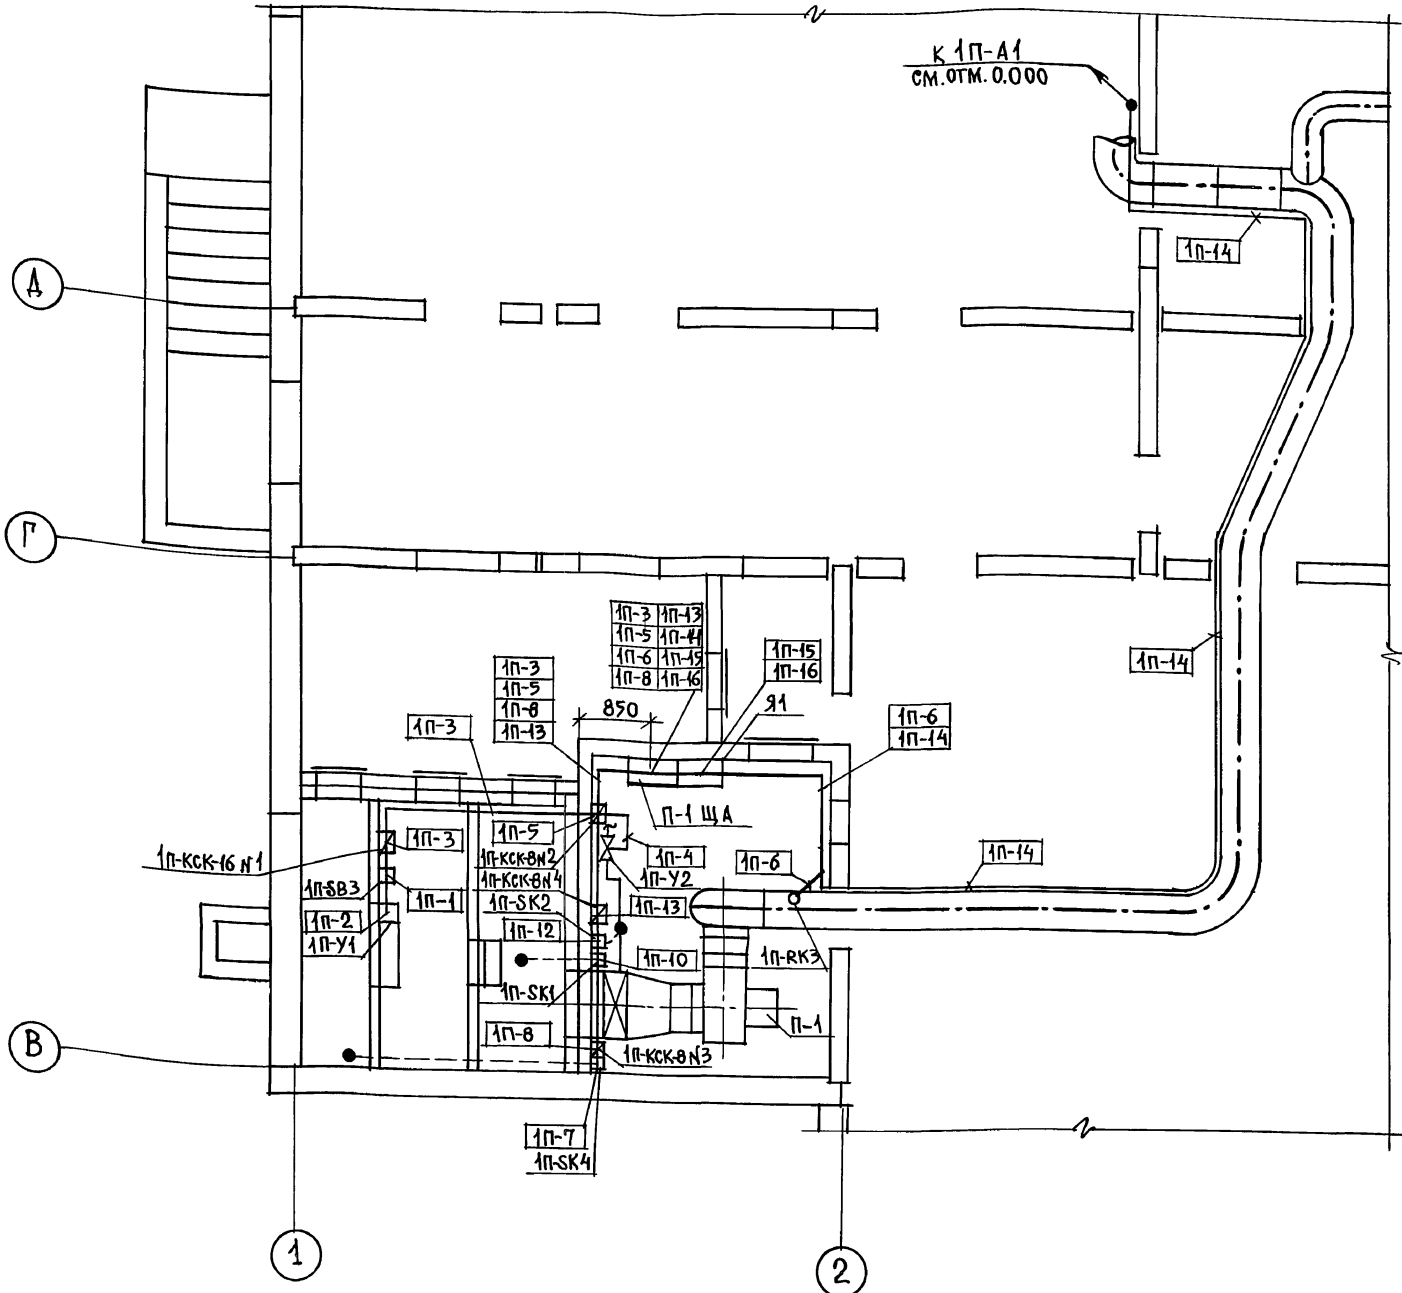 К 1П-А1
СМ.ОТМ. 0.000
1П-14
Д
Г
1П-3 1П-13
1П-5 1П-14
1П-6 1П-15
1П-8 1П-16
1П-15
1П-16
1П-14
1П-3
1П-5
1П-8
1П-13
850
Я1
1П-6
1П-14
1П-3
П-1 ЩА
1П-5
1П-3
1П-КСК-16 N1
1П-КСК-8N2
1П-4
1П-6
1П-14
1П-КСК-8N4
1П-У2
1П-SB3
1П-1
1П-SK2
1П-13
1П-2
1П-У1
1П-12
1П-10
1П-RK3
1П-SK1
П-1
1П-8
1П-КСК-8N3
В
1П-7
1П-SK4
1
2